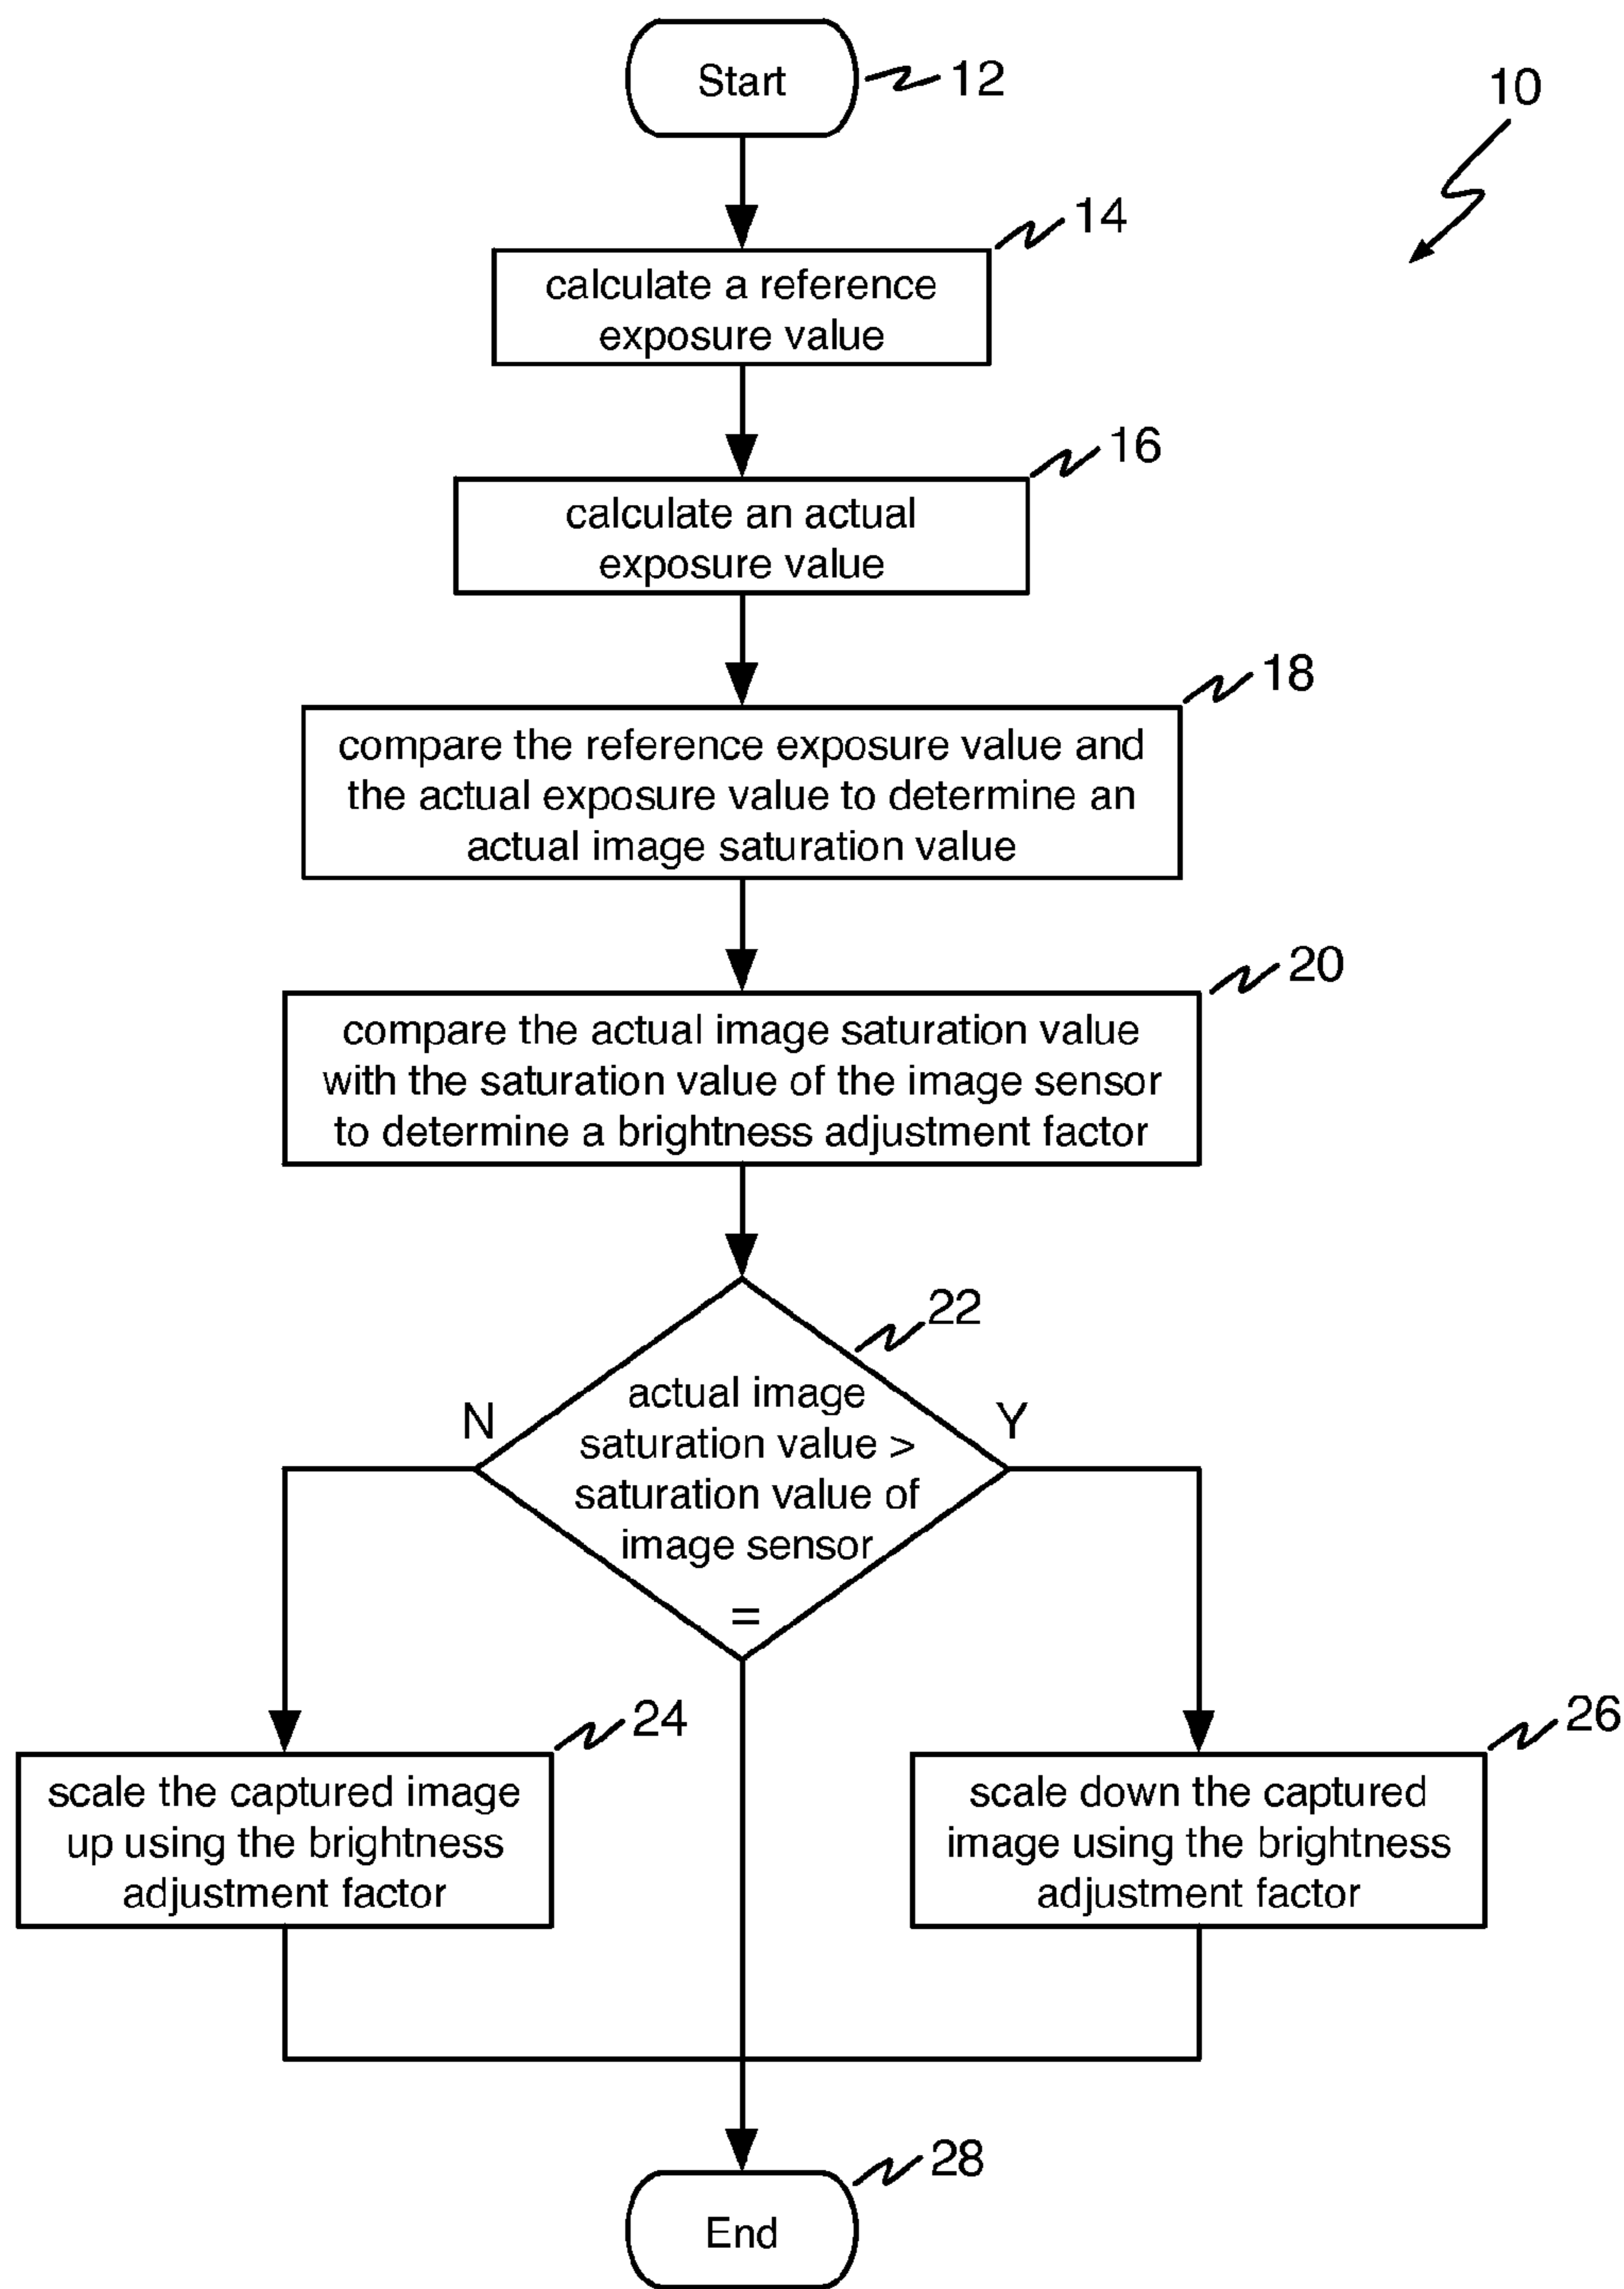 Start
12
10
14
calculate a reference
exposure value
16
calculate an actual
exposure value
18
compare the reference exposure value and
the actual exposure value to determine an
actual image saturation value
20
compare the actual image saturation value
with the saturation value of the image sensor
to determine a brightness adjustment factor
22
N
Y
actual image
saturation value >
saturation value of
image sensor
=
24
scale the captured image
up using the brightness
adjustment factor
26
scale down the captured
image using the brightness
adjustment factor
28
End